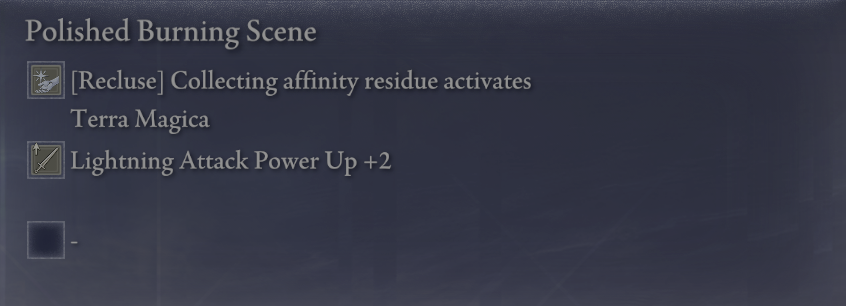 Polished Burning Scene
[Recluse] Collecting affinity residue activates
Terra Magica
Lightning Attack Power Up +2
-